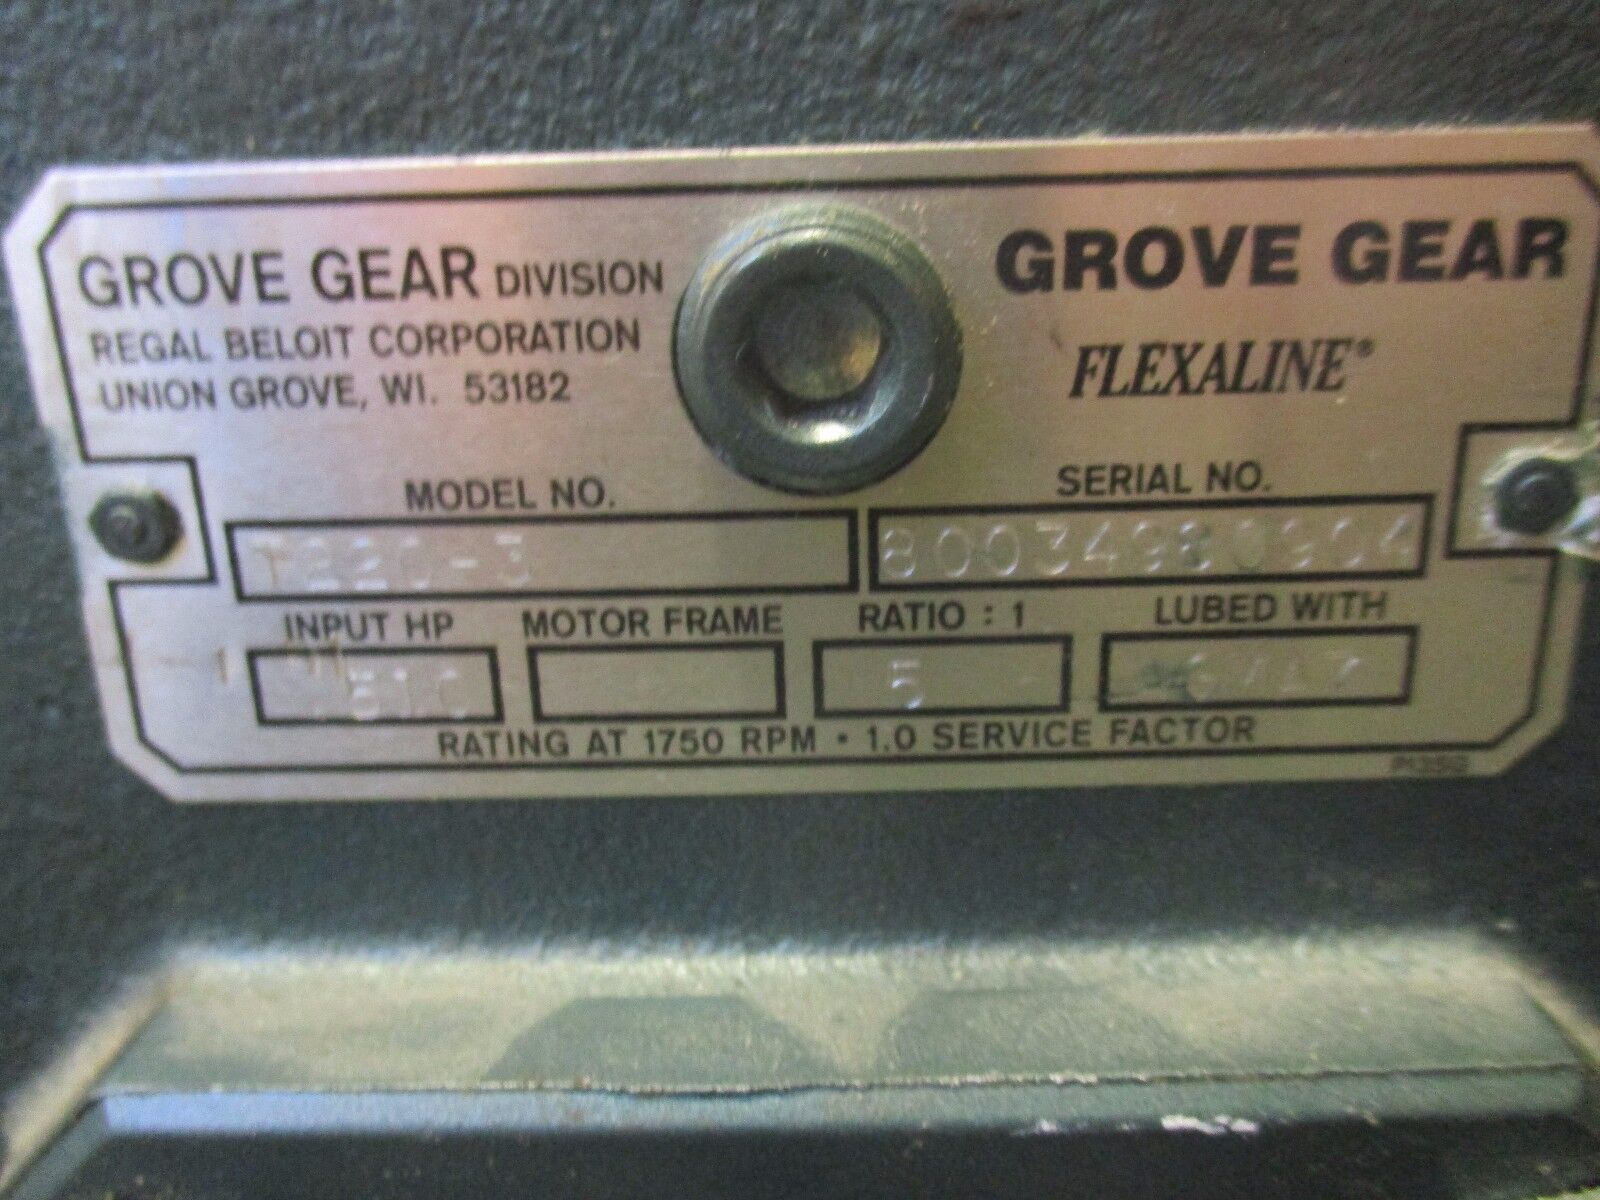 GROVE GEAR DIVISION
REGAL BELOIT CORPORATION
UNION GROVE, WI. 53182
GROVE GEAR
FLEXALINE®
MODEL NO.
SERIAL NO.
800349980904
INPUT HP
MOTOR FRAME
RATIO : 1
5
LUBED WITH
RATING AT 1750 RPM • 1.0 SERVICE FACTOR